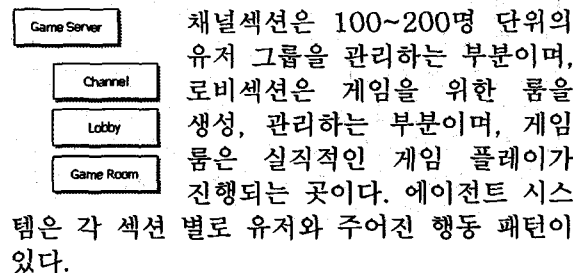 Game Server
Channel
Lobby
Game Room
채널섹션은 100~200명 단위의
유저 그룹을 관리하는 부분이며,
로비섹션은 게임을 위한 룸을
생성, 관리하는 부분이며, 게임
룸은 실직적인 게임 플레이가
진행되는 곳이다. 에이전트 시스
템은 각 섹션 별로 유저와 주어진 행동 패턴이
있다.